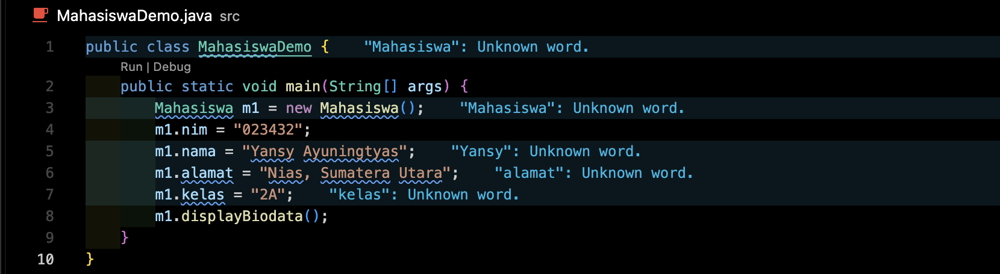 MahasiswaDemo.java src
1 public class MahasiswaDemo { "Mahasiswa": Unknown word.
Run | Debug
2 public static void main(String[] args) {
3 Mahasiswa m1 = new Mahasiswa(); "Mahasiswa": Unknown word.
4 m1.nim = "023432";
5 m1.nama = "Yansy Ayuningtyas"; "Yansy": Unknown word.
6 m1.alamat = "Nias, Sumatera Utara"; "alamat": Unknown word.
7 m1.kelas = "2A"; "kelas": Unknown word.
8 m1.displayBiodata();
9 }
10 }